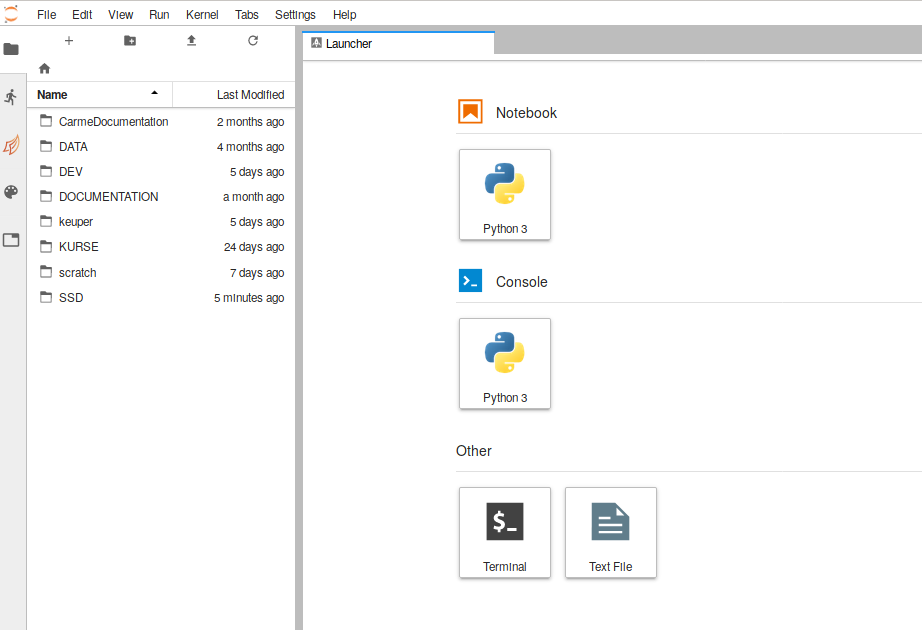 File Edit View Run Kernel Tabs Settings Help
Launcher
Name Last Modified
CarmeDocumentation 2 months ago
DATA 4 months ago
DEV 5 days ago
DOCUMENTATION a month ago
keuper 5 days ago
KURSE 24 days ago
scratch 7 days ago
SSD 5 minutes ago
Notebook
Python 3
Console
Python 3
Other
$_
Terminal Text File